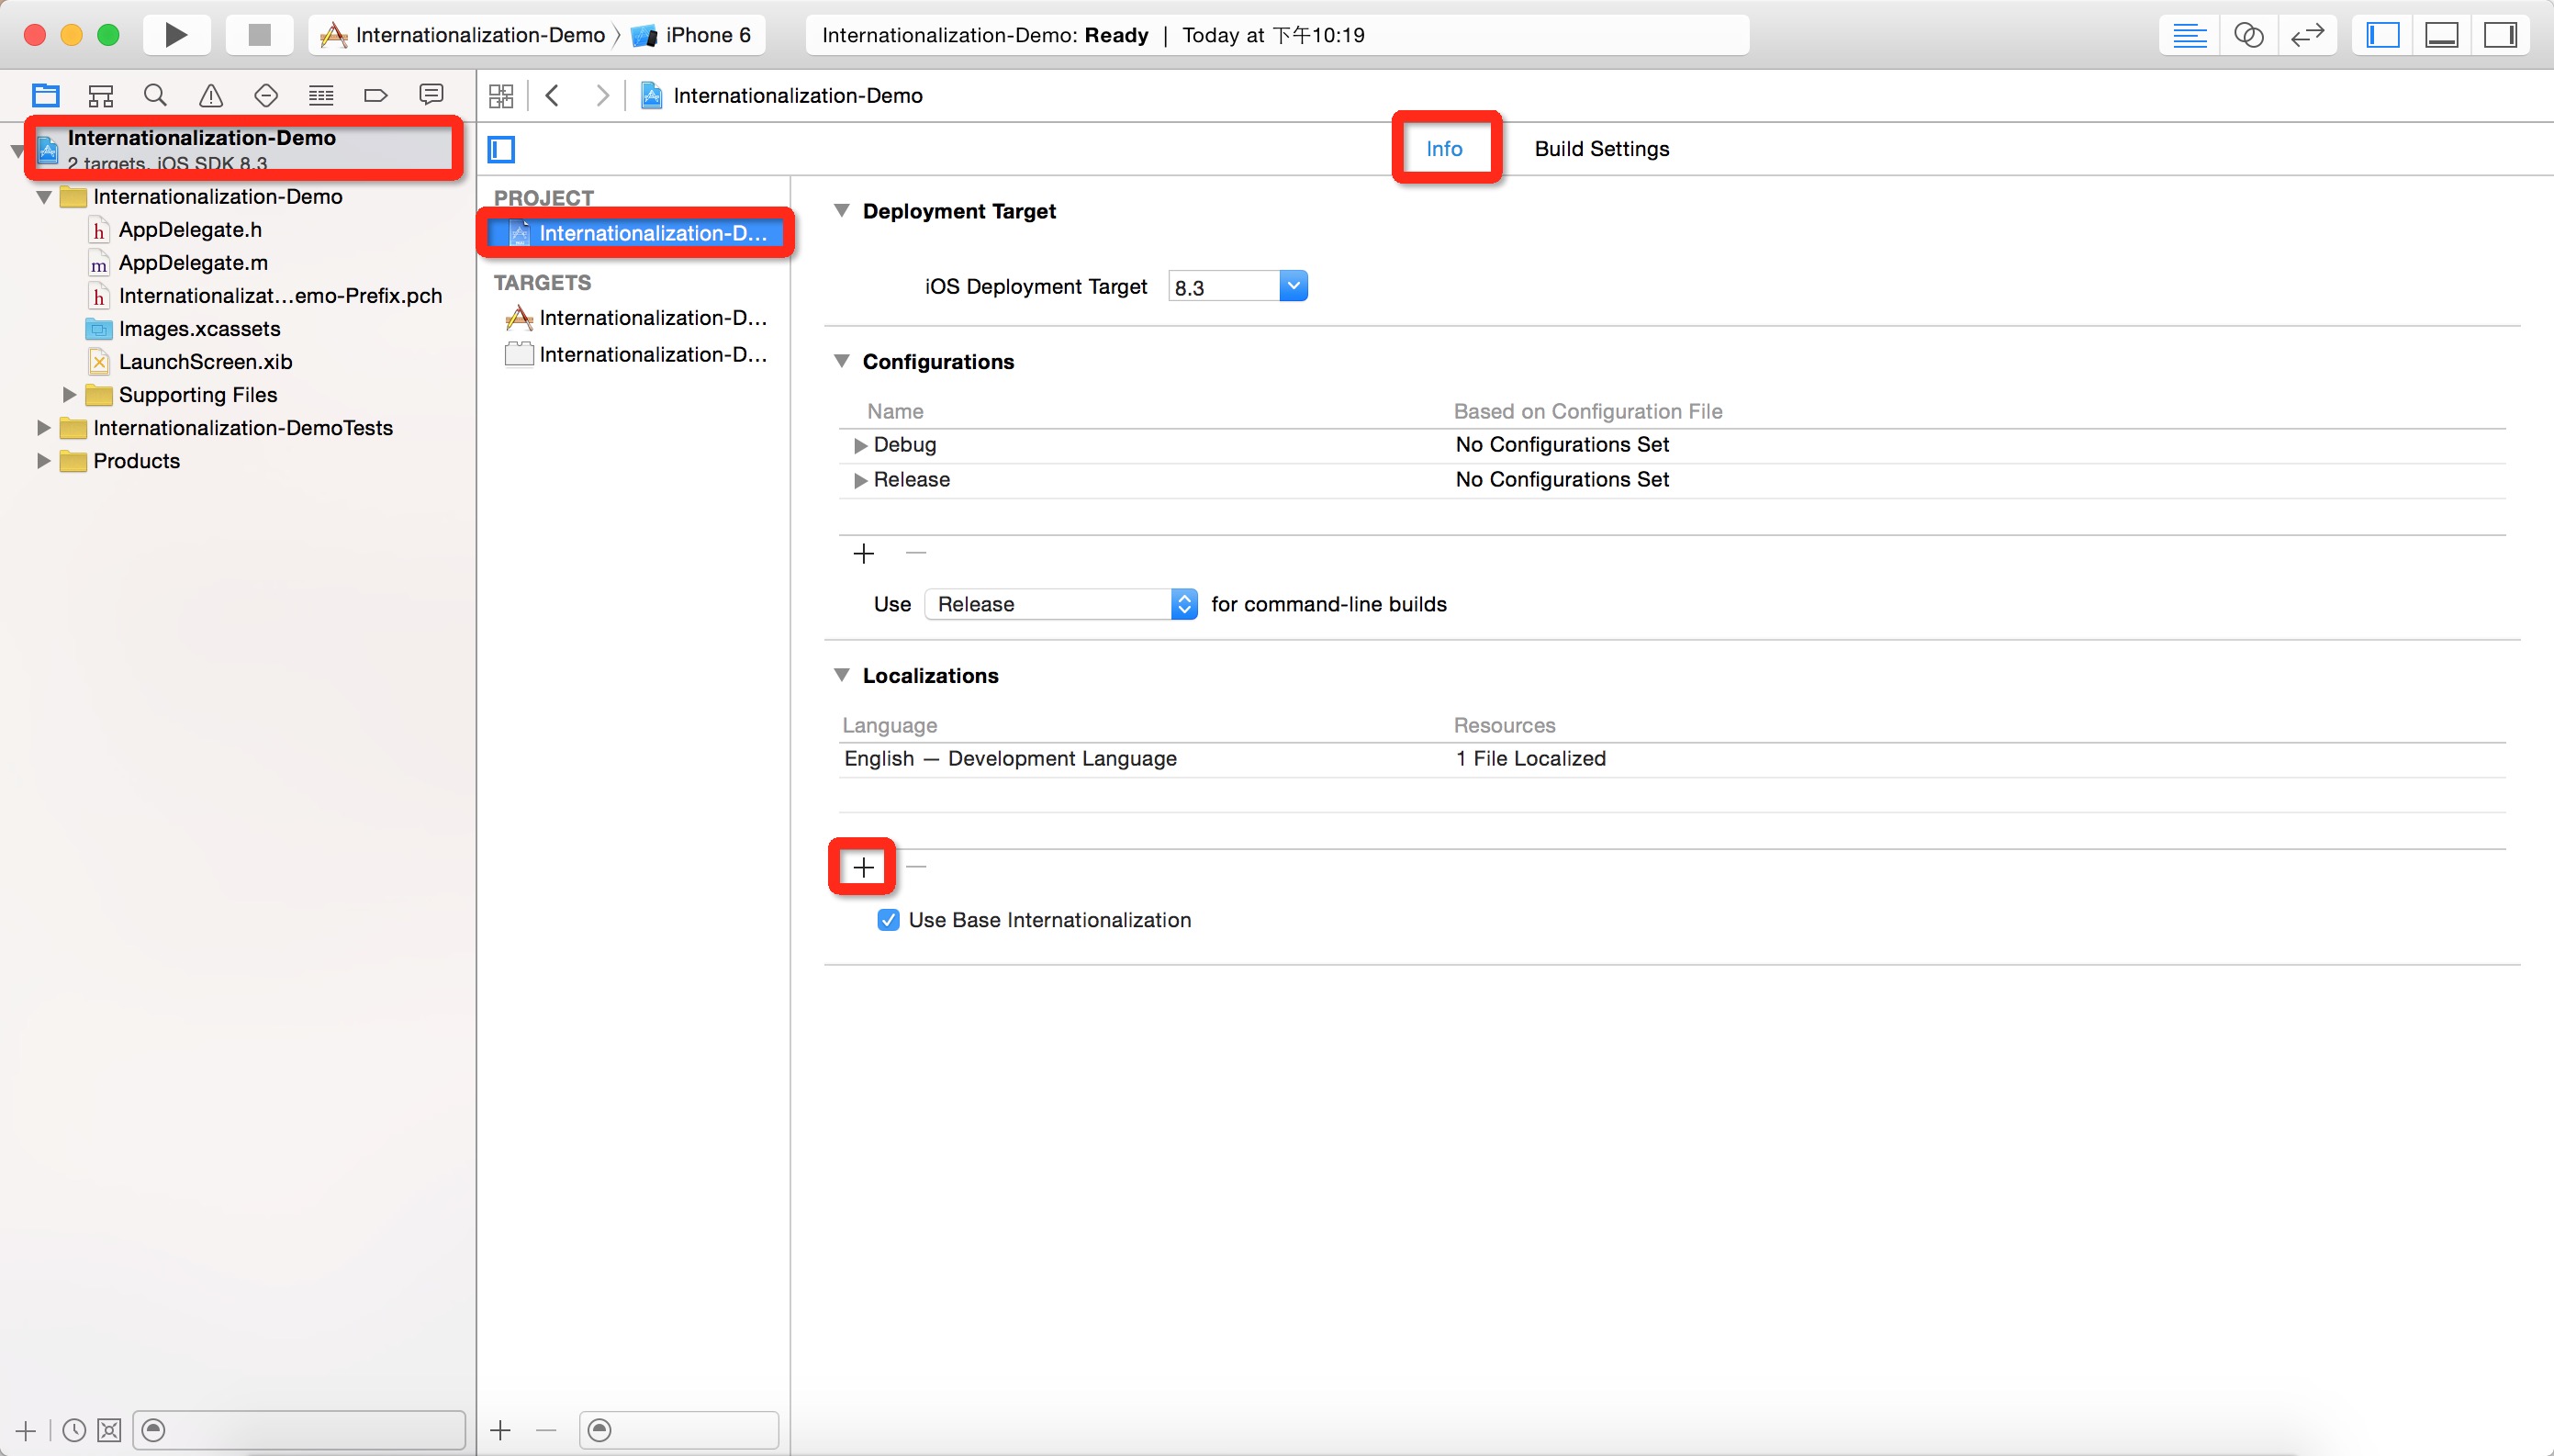 Internationalization-Demo
iPhone 6
Internationalization-Demo: Ready | Today at 下午10:19
Internationalization-Demo
Internationalization-Demo
2 targets, iOS SDK 8.3
Internationalization-Demo
h AppDelegate.h
m AppDelegate.m
h Internationalizat...emo-Prefix.pch
Images.xcassets
LaunchScreen.xib
Supporting Files
Internationalization-DemoTests
Products
Info
Build Settings
PROJECT
Internationalization-D...
TARGETS
Internationalization-D...
Internationalization-D...
Deployment Target
iOS Deployment Target 8.3
Configurations
Name Based on Configuration File
Debug No Configurations Set
Release No Configurations Set
Use Release for command-line builds
Localizations
Language Resources
English — Development Language 1 File Localized
Use Base Internationalization